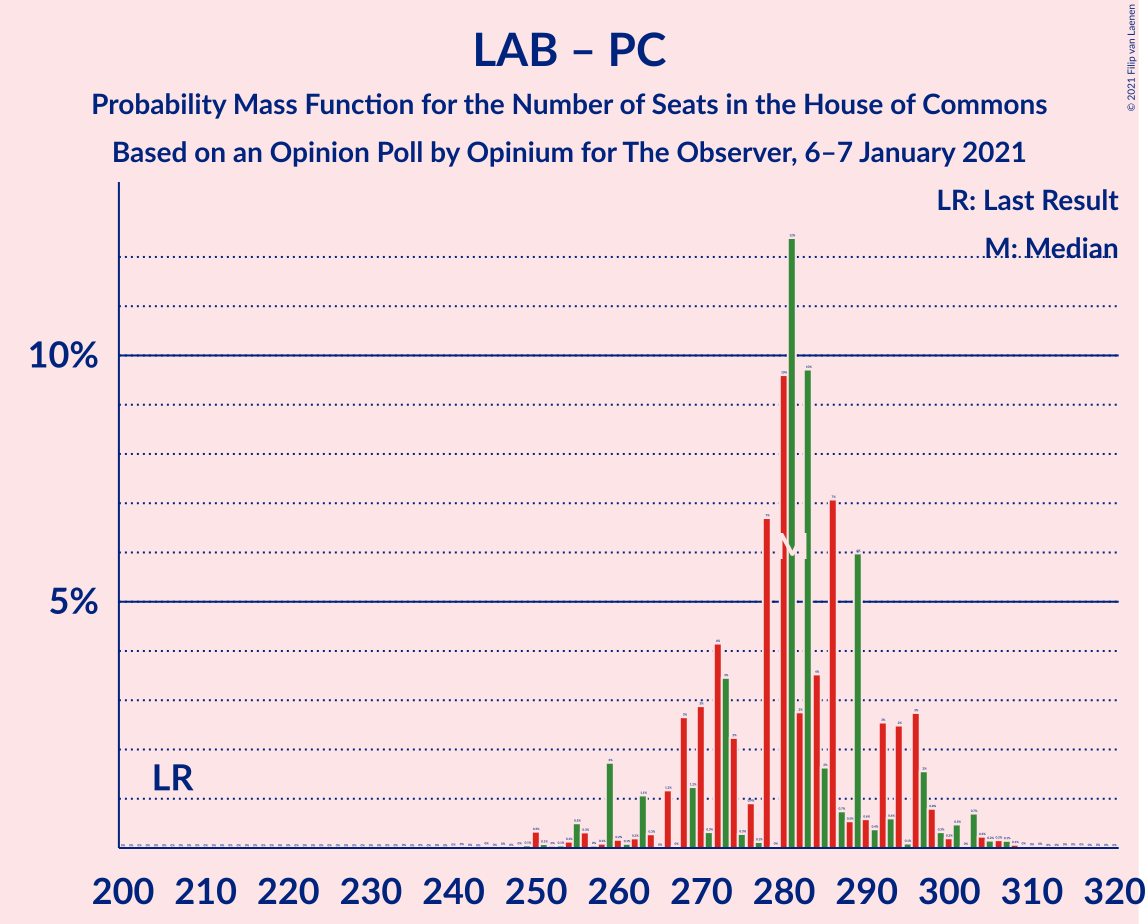 LAB – PC
Probability Mass Function for the Number of Seats in the House of Commons
Based on an Opinion Poll by Opinium for The Observer, 6–7 January 2021
© 2021 Filip van Laenen
LR: Last Result
M: Median
10%
5%
M
LR
200 210 220 230 240 250 260 270 280 290 300 310 320